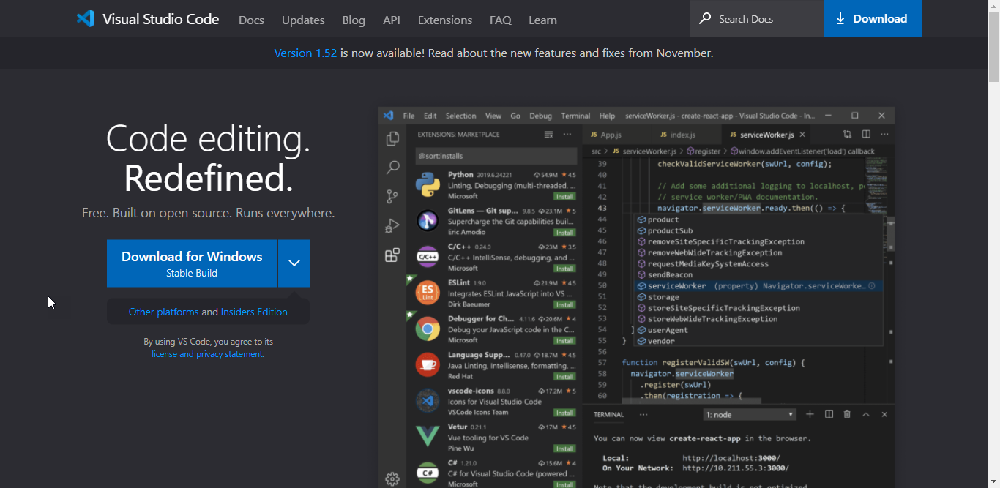 Visual Studio Code Docs Updates Blog API Extensions FAQ Learn Search Docs Download
Version 1.52 is now available! Read about the new features and fixes from November.
Code editing.
Redefined.
Free. Built on open source. Runs everywhere.
Download for Windows
Stable Build
Other platforms and Insiders Edition
By using VS Code, you agree to its
license and privacy statement.
File Edit Selection View Go Debug Terminal Help serviceWorker.js - create-react-app - Visual Studio Code - In...
EXTENSIONS: MARKETPLACE
@sort:installs
Python 2019.6.24221 54.9M 4.5
Linting, Debugging (multi-threaded, ...
Microsoft Install
GitLens — Git sup... 9.8.5 23.1M 5
Supercharge the Git capabilities buil...
Eric Amodio Install
C/C++ 0.24.0 23M 3.5
C/C++ IntelliSense, debugging, and ...
Microsoft Install
ESLint 1.9.0 21.9M 4.5
Integrates ESLint JavaScript into VS ...
Dirk Baeumer Install
Debugger for Ch... 4.11.6 20.6M 4
Debug your JavaScript code in the C...
Microsoft Install
Language Supp... 0.47.0 18.7M 4.5
Java Linting, Intellisense, formatting, ...
Red Hat Install
vscode-icons 8.8.0 17.2M 5
Icons for Visual Studio Code
VSCode Icons Team Install
Vetur 0.21.1 17M 4.5
Vue tooling for VS Code
Pine Wu Install
C# 1.21.0 15.6M 4
C# for Visual Studio Code (powered ...
Microsoft Install
JS App.js JS index.js JS serviceWorker.js
src > JS serviceWorker.js > register > window.addEventListener('load') callback
39 checkValidServiceWorker(swUrl, config);
40
41 // Add some additional logging to localhost, p
42 // service worker/PWA documentation.
43 navigator.serviceWorker.ready.then(() => {
44 product
45 productSub
46 removeSiteSpecificTrackingException
47 removeWebWideTrackingException
48 requestMediaKeySystemAccess
49 sendBeacon
50 serviceWorker (property) Navigator.serviceWorke...
51 storage
52 storeSiteSpecificTrackingException
53 storeWebWideTrackingException
54 } userAgent
55 } vendor
56
57 function registerValidSW(swUrl, config) {
58 navigator.serviceWorker
59 .register(swUrl)
60 .then(registration => {
TERMINAL ... 1: node
You can now view create-react-app in the browser.
Local: http://localhost:3000/
On Your Network: http://10.211.55.3:3000/
Note that the development build is not optimized.